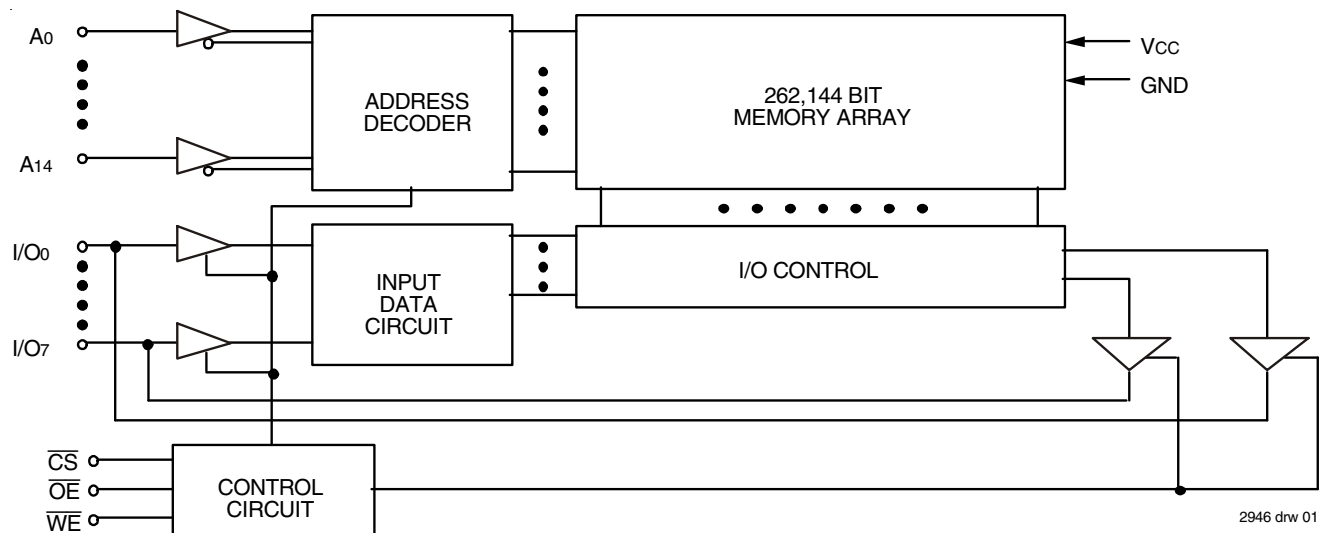 A0
ADDRESS
DECODER
262,144 BIT
MEMORY ARRAY
VCC
GND
A14
I/O0
INPUT
DATA
CIRCUIT
I/O CONTROL
I/O7
CS
OE
WE
CONTROL
CIRCUIT
2946 drw 01